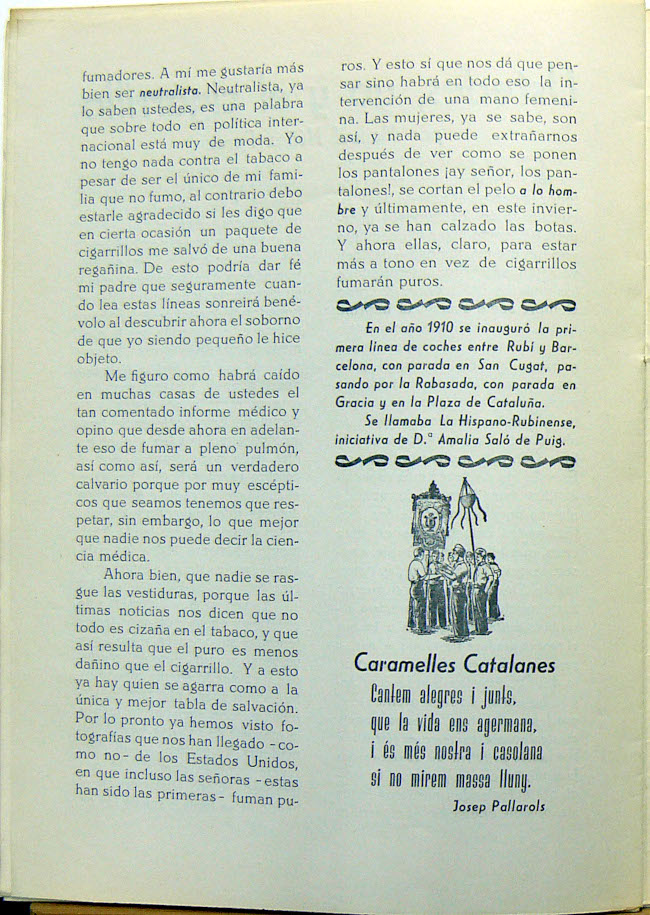 fumadores. A mí me gustaría más
bien ser neutralista. Neutralista, ya
lo saben ustedes, es una palabra
que sobre todo en política inter-
nacional está muy de moda. Yo
no tengo nada contra el tabaco a
pesar de ser el único de mi fami-
lia que no fumo, al contrario debo
estarle agradecido si les digo que
en cierta ocasión un paquete de
cigarrillos me salvó de una buena
regañina. De esto podría dar fé
mi padre que seguramente cuan-
do lea estas líneas sonreirá bené-
volo al descubrir ahora el soborno
de que yo siendo pequeño le hice
objeto.
Me figuro como habrá caído
en muchas casas de ustedes el
tan comentado informe médico y
opino que desde ahora en adelan-
te eso de fumar a pleno pulmón,
así como así, será un verdadero
calvario porque por muy escépti-
cos que seamos tenemos que res-
petar, sin embargo, lo que mejor
que nadie nos puede decir la cien-
cia médica.
Ahora bien, que nadie se ras-
gue las vestiduras, porque las úl-
timas noticias nos dicen que no
todo es cizaña en el tabaco, y que
así resulta que el puro es menos
dañino que el cigarrillo. Y a esto
ya hay quien se agarra como a la
única y mejor tabla de salvación.
Por lo pronto ya hemos visto fo-
tografías que nos han llegado -co-
mo no- de los Estados Unidos,
en que incluso las señoras -estas
han sido las primeras- fuman pu-
ros. Y esto sí que nos dá que pen-
sar sino habrá en todo eso la in-
tervención de una mano femeni-
na. Las mujeres, ya se sabe, son
así, y nada puede extrañarnos
después de ver como se ponen
los pantalones ¡ay señor, los pan-
talones!, se cortan el pelo a lo hom-
bre y últimamente, en este invier-
no, ya se han calzado las botas.
Y ahora ellas, claro, para estar
más a tono en vez de cigarrillos
fumarán puros.
En el año 1910 se inauguró la pri-
mera línea de coches entre Rubí y Bar-
celona, con parada en San Cugat, pa-
sando por la Rabasada, con parada en
Gracia y en la Plaza de Cataluña.
Se llamaba La Hispano-Rubinense,
iniciativa de D.ª Amalia Saló de Puig.
Caramelles Catalanes
Cantem alegres i junts,
que la vida ens agermana,
i és més nostra i casolana
si no mirem massa lluny.
Josep Pallarols